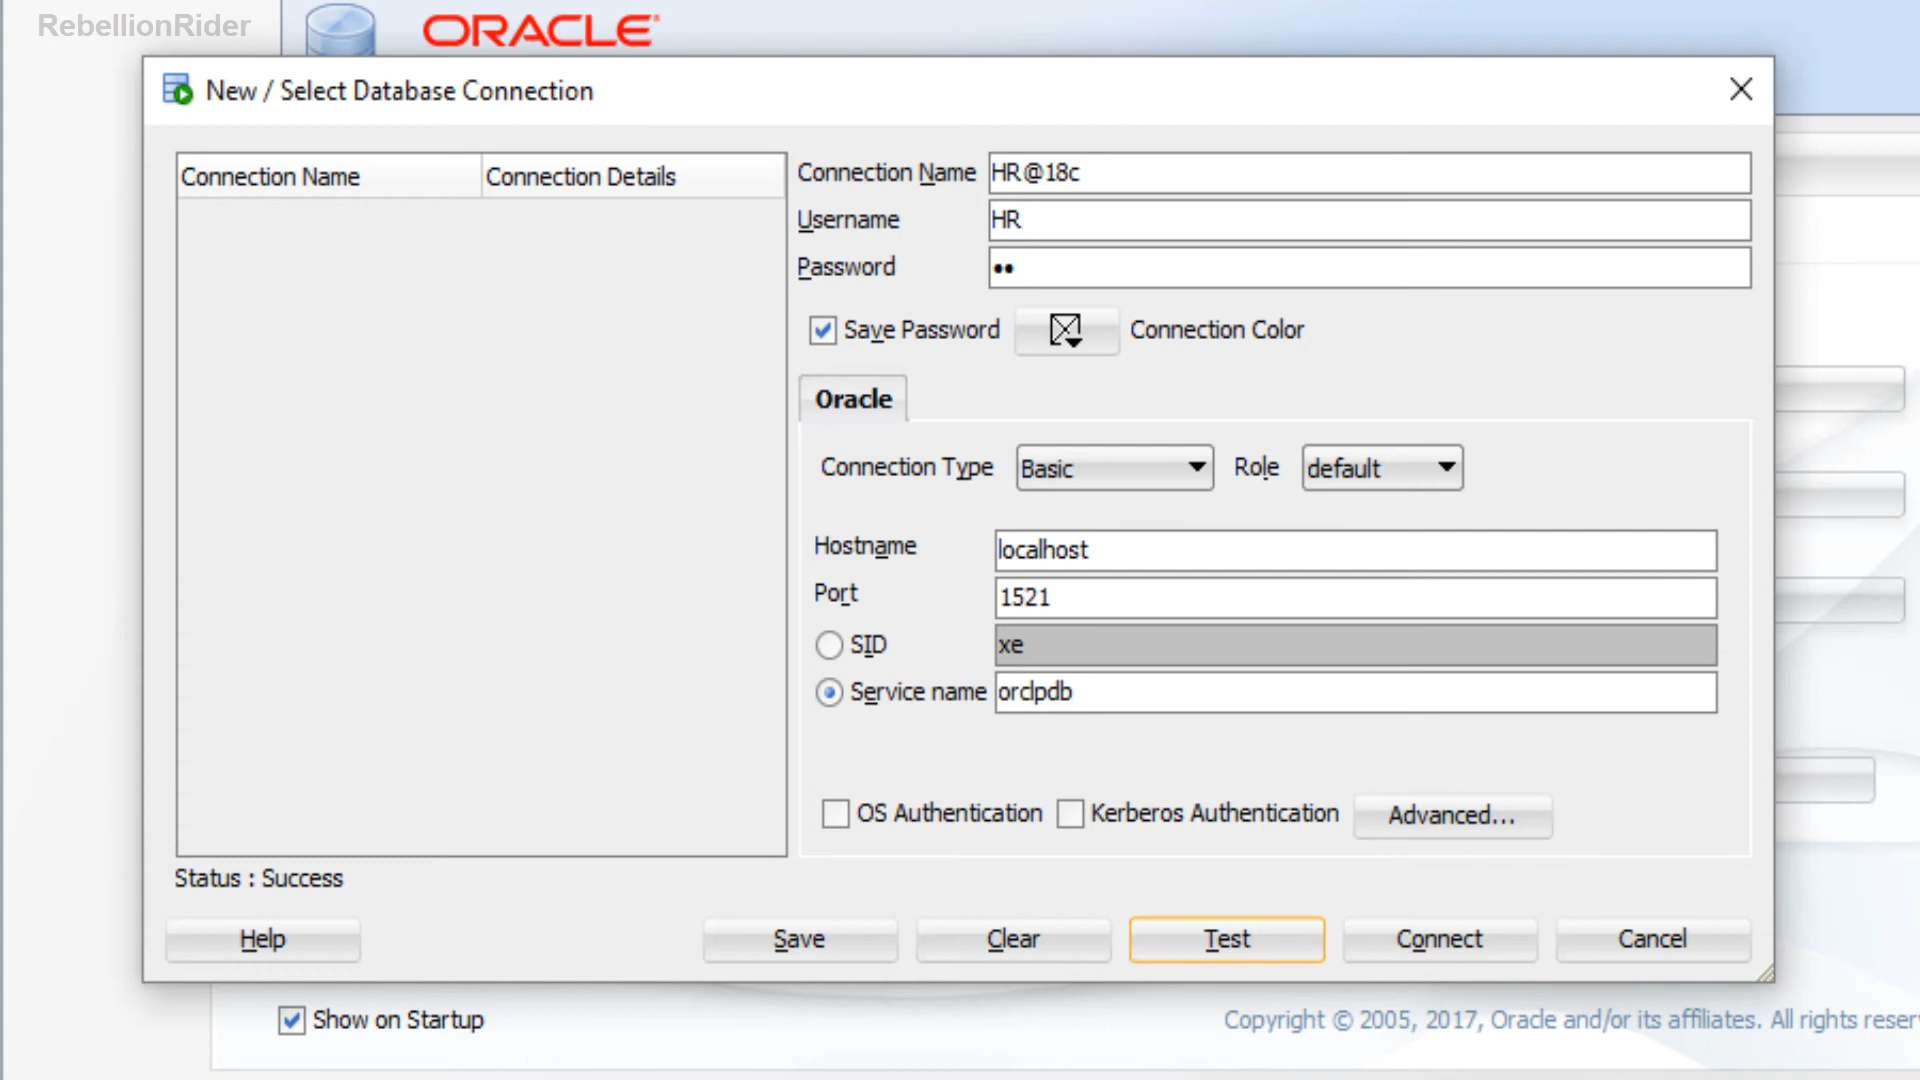 RebellionRider
ORACLE
New / Select Database Connection
Connection Name Connection Details
Connection Name HR@18c
Username HR
Password ••
Save Password Connection Color
Oracle
Connection Type Basic Role default
Hostname localhost
Port 1521
SID xe
Service name orclpdb
OS Authentication Kerberos Authentication Advanced...
Status : Success
Help Save Clear Test Connect Cancel
Show on Startup
Copyright © 2005, 2017, Oracle and/or its affiliates. All rights reser